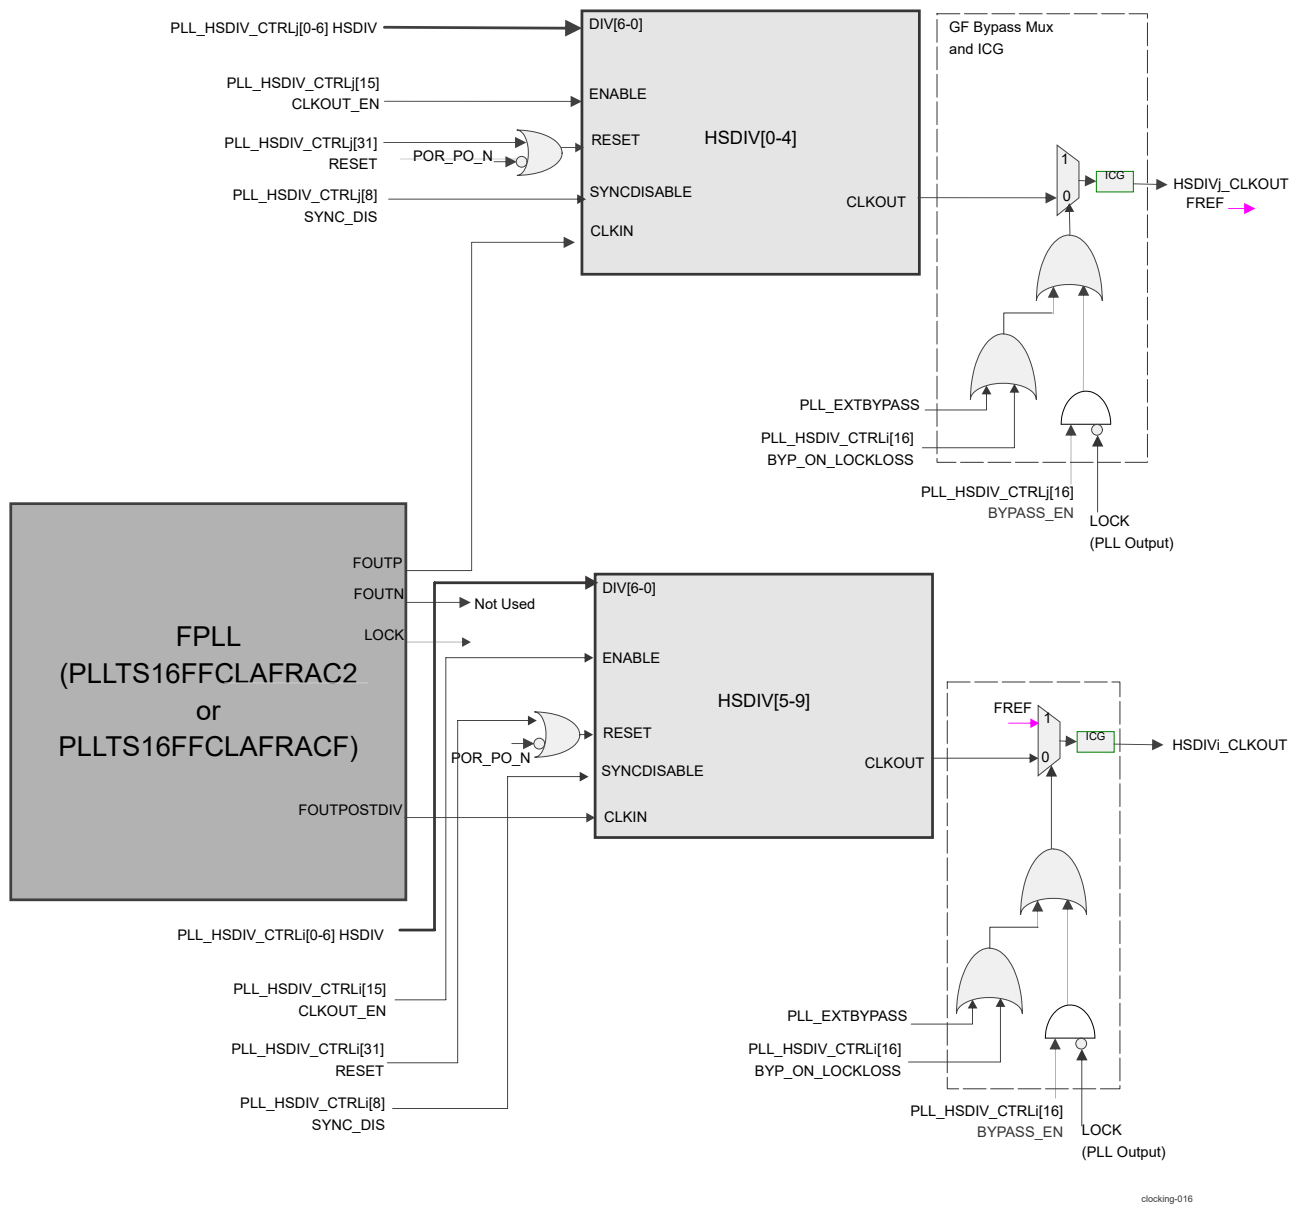 PLL_HSDIV_CTRLj[0-6] HSDIV
DIV[6-0]
GF Bypass Mux
and ICG
PLL_HSDIV_CTRLj[15]
CLKOUT_EN
ENABLE
PLL_HSDIV_CTRLj[31]
RESET
POR_PO_N
RESET
HSDIV[0-4]
PLL_HSDIV_CTRLj[8]
SYNC_DIS
SYNCDISABLE
CLKOUT
CLKIN
1
0
ICG
HSDIVj_CLKOUT
FREF
PLL_EXTBYPASS
PLL_HSDIV_CTRLi[16]
BYP_ON_LOCKLOSS
PLL_HSDIV_CTRLj[16]
BYPASS_EN
LOCK
(PLL Output)
FOUTP
FOUTN
Not Used
LOCK
FPLL
(PLLTS16FFCLAFRAC2
or
PLLTS16FFCLAFRACF)
FOUTPOSTDIV
DIV[6-0]
ENABLE
HSDIV[5-9]
RESET
POR_PO_N
SYNCDISABLE
CLKOUT
CLKIN
FREF
1
0
ICG
HSDIVi_CLKOUT
PLL_HSDIV_CTRLi[0-6] HSDIV
PLL_HSDIV_CTRLi[15]
CLKOUT_EN
PLL_HSDIV_CTRLi[31]
RESET
PLL_HSDIV_CTRLi[8]
SYNC_DIS
PLL_EXTBYPASS
PLL_HSDIV_CTRLi[16]
BYP_ON_LOCKLOSS
PLL_HSDIV_CTRLi[16]
BYPASS_EN
LOCK
(PLL Output)
clocking-016